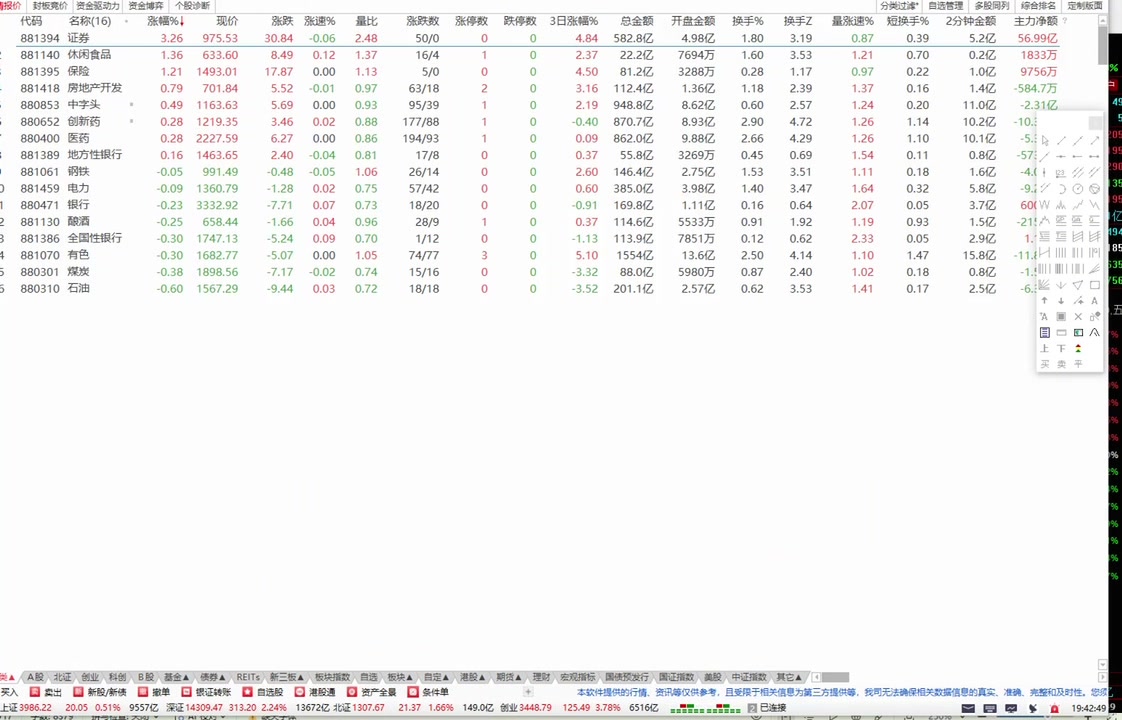 情报价 封板竞价 资金驱动力 资金博弈 个股诊断 分类过滤* 自选管理 多股同列 综合排名 定制版面
代码 名称(16) 涨幅%↓ 现价 涨跌 涨速% 量比 涨跌数 涨停数 跌停数 3日涨幅% 总金额 开盘金额 换手% 换手Z 量涨速% 短换手% 2分钟金额 主力净额 ?
881394 证券 3.26 975.53 30.84 -0.06 2.48 50/0 0 0 4.84 582.8亿 4.98亿 1.80 3.19 0.87 0.39 5.2亿 56.99亿
881140 休闲食品 1.36 633.60 8.49 0.12 1.37 16/4 1 0 2.37 22.2亿 7694万 1.60 3.53 1.21 0.70 0.2亿 1833万
881395 保险 1.21 1493.01 17.87 0.00 1.13 5/0 0 0 4.50 81.2亿 3288万 0.28 1.17 0.97 0.22 1.0亿 9756万
881418 房地产开发 0.79 701.84 5.52 -0.01 0.97 63/18 2 0 3.16 112.4亿 1.36亿 1.18 2.39 1.37 0.16 1.4亿 -584.7万
880853 中字头 0.49 1163.63 5.69 0.00 0.93 95/39 1 0 2.19 948.8亿 8.62亿 0.60 2.57 1.24 0.20 11.0亿 -2.31亿
880652 创新药 0.28 1219.35 3.46 0.02 0.88 177/88 1 0 -0.40 870.7亿 8.93亿 2.90 4.72 1.26 1.14 10.2亿 -10.
880400 医药 0.28 2227.59 6.27 0.00 0.86 194/93 1 0 0.09 862.0亿 9.88亿 2.66 4.29 1.26 1.10 10.1亿 -5.
881389 地方性银行 0.16 1463.65 2.40 -0.04 0.81 17/8 0 0 0.37 55.8亿 3269万 0.45 0.69 1.54 0.11 0.8亿 -57
881061 钢铁 -0.05 991.49 -0.48 -0.05 1.06 26/14 0 0 2.60 146.4亿 2.75亿 1.53 3.51 1.11 0.18 1.6亿 -4.
881459 电力 -0.09 1360.79 -1.28 0.02 0.75 57/42 0 0 0.60 385.0亿 3.98亿 1.40 3.47 1.64 0.32 5.8亿 -9.
880471 银行 -0.23 3332.92 -7.71 0.07 0.73 18/20 0 0 -0.91 169.8亿 1.11亿 0.16 0.64 2.07 0.05 3.7亿 600
881130 酿酒 -0.25 658.44 -1.66 0.04 0.96 28/9 1 0 0.37 114.6亿 5533万 0.91 1.92 1.19 0.93 1.5亿 -21
881386 全国性银行 -0.30 1747.13 -5.24 0.09 0.70 1/12 0 0 -1.13 113.9亿 7851万 0.12 0.62 2.33 0.05 2.9亿 1.
881070 有色 -0.30 1682.77 -5.07 0.00 1.05 74/77 3 0 5.10 1554亿 13.6亿 2.50 4.14 1.10 1.47 15.8亿 -11.
880301 煤炭 -0.38 1898.56 -7.17 -0.02 0.74 15/16 0 0 -3.32 88.0亿 5980万 0.87 2.40 1.02 0.18 0.8亿 -1.
880310 石油 -0.60 1567.29 -9.44 0.03 0.72 18/18 0 0 -3.52 201.1亿 2.57亿 0.62 3.53 1.41 0.17 2.5亿 -6.
上 下
买 卖 平
类▲ A股 北证 创业 科创 B股 基金▲ 债券▲ REITs 新三板▲ 板块指数 自选 板块▲ 自定▲ 港股▲ 期货▲ 理财 宏观指标 国债预发行 国证指数 美股 中证指数 其它▲
买入 卖出 新股/新债 撤单 银证转账 自选股 港股通 资产全景 条件单 本软件提供的行情、资讯等仅供参考，且受限于相关信息为第三方提供等，我司无法确保相关数据信息的真实、准确、完整和及时性。您须
上证3986.22 20.05 0.51% 9557亿 深证14309.47 313.20 2.24% 13672亿 北证1307.67 21.37 1.66% 149.0亿 创业3448.79 125.49 3.78% 6516亿 2 已连接 19:42:49